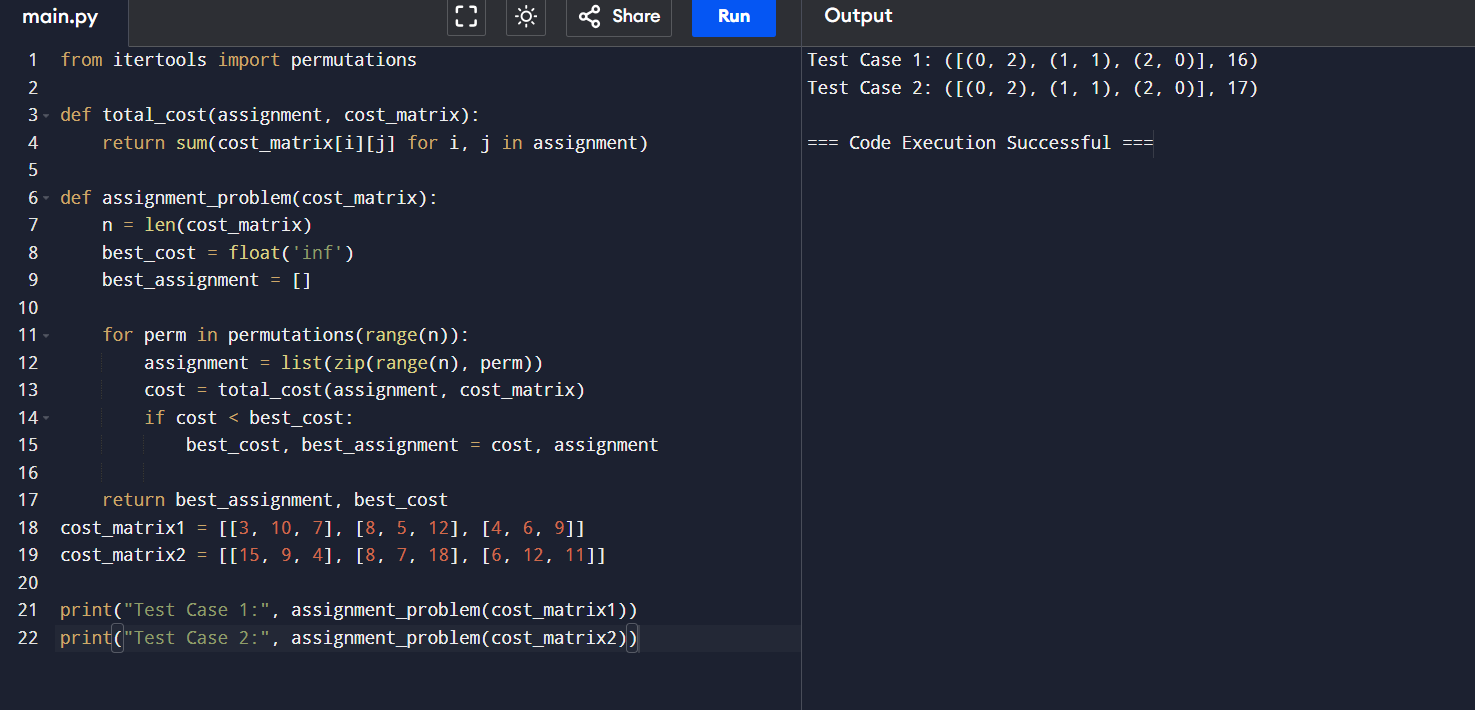 main.py
Share
Run
Output
1 from itertools import permutations
2
3 def total_cost(assignment, cost_matrix):
4     return sum(cost_matrix[i][j] for i, j in assignment)
5
6 def assignment_problem(cost_matrix):
7     n = len(cost_matrix)
8     best_cost = float('inf')
9     best_assignment = []
10
11     for perm in permutations(range(n)):
12         assignment = list(zip(range(n), perm))
13         cost = total_cost(assignment, cost_matrix)
14         if cost < best_cost:
15             best_cost, best_assignment = cost, assignment
16
17     return best_assignment, best_cost
18 cost_matrix1 = [[3, 10, 7], [8, 5, 12], [4, 6, 9]]
19 cost_matrix2 = [[15, 9, 4], [8, 7, 18], [6, 12, 11]]
20
21 print("Test Case 1:", assignment_problem(cost_matrix1))
22 print("Test Case 2:", assignment_problem(cost_matrix2))
Test Case 1: ([(0, 2), (1, 1), (2, 0)], 16)
Test Case 2: ([(0, 2), (1, 1), (2, 0)], 17)
=== Code Execution Successful ===